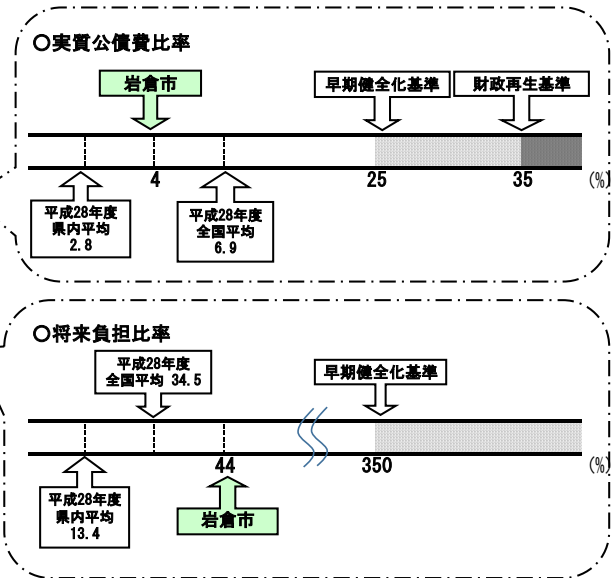 ○実質公債費比率
岩倉市
早期健全化基準
財政再生基準
4
25
35
(%)
平成28年度
県内平均
2.8
平成28年度
全国平均
6.9
○将来負担比率
平成28年度
全国平均 34.5
早期健全化基準
44
350
(%)
平成28年度
県内平均
13.4
岩倉市